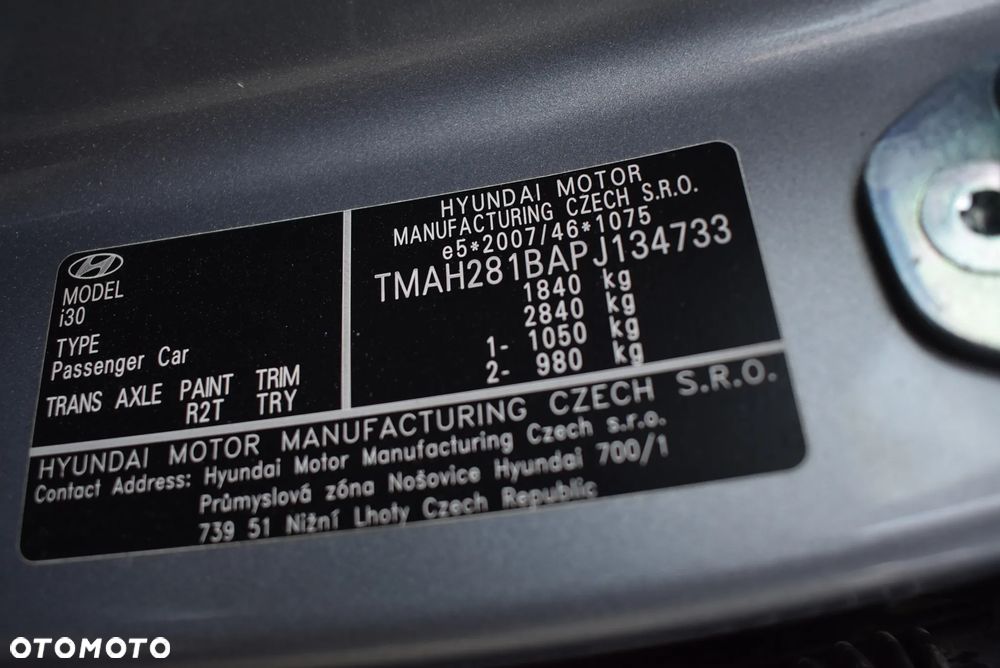 HYUNDAI MOTOR
MANUFACTURING CZECH S.R.O.
e5*2007/46*1075
TMAH281BAPJ134733
1840 kg
2840 kg
1- 1050 kg
2- 980 kg
MODEL
i30
TYPE
Passenger Car
TRANS AXLE PAINT TRIM
R2T TRY
HYUNDAI MOTOR MANUFACTURING CZECH S.R.O.
Contact Address: Hyundai Motor Manufacturing Czech s.r.o.
Průmyslová zóna Nošovice Hyundai 700/1
739 51 Nižní Lhoty Czech Republic
OTOMOTO